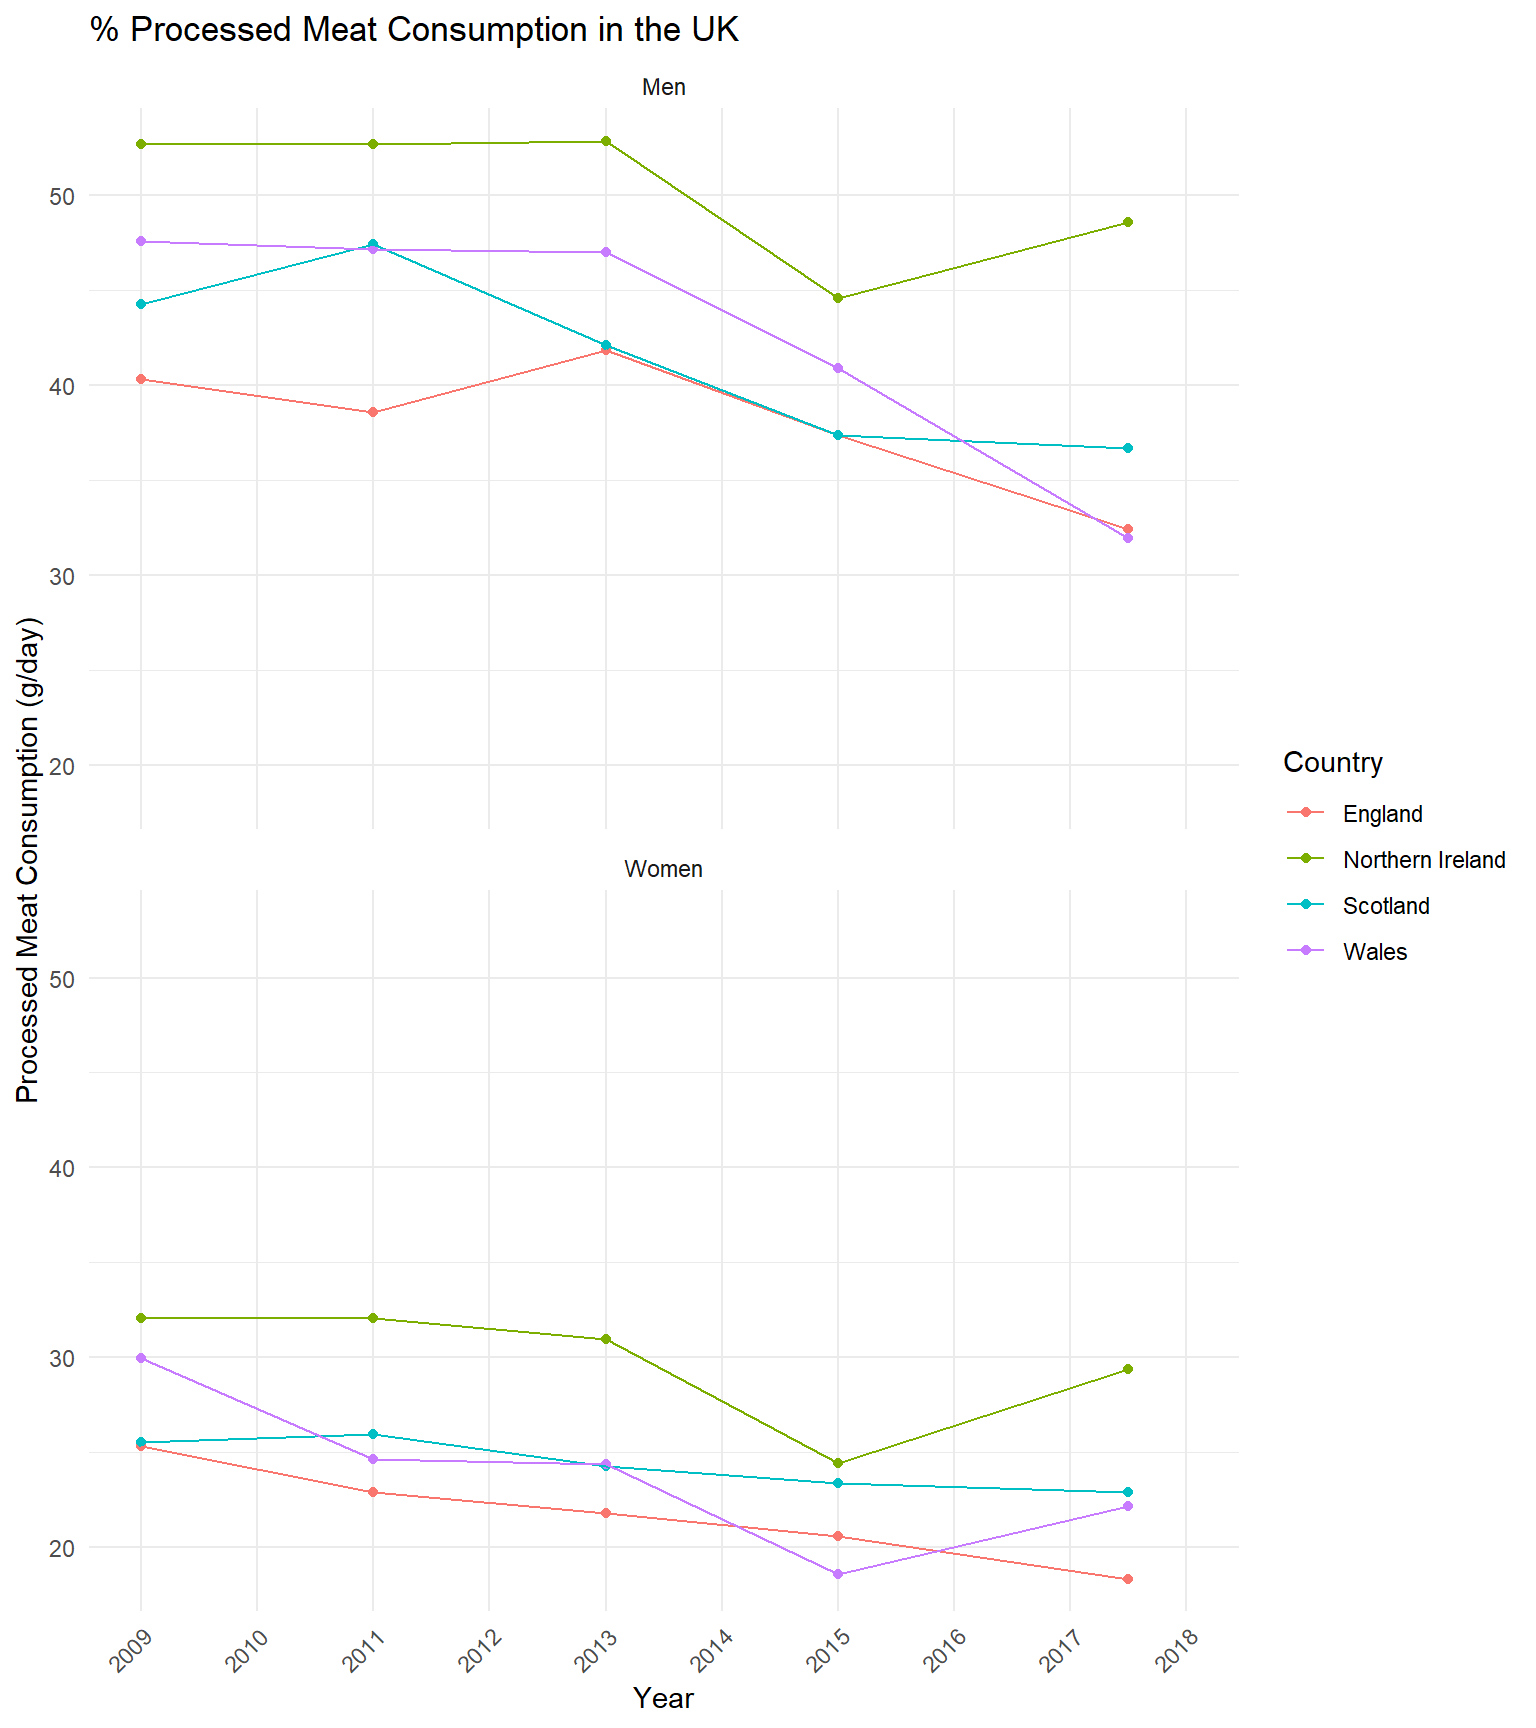 % Processed Meat Consumption in the UK
Men
50
40
30
20
Processed Meat Consumption (g/day)
Women
50
40
30
20
2009 2010 2011 2012 2013 2014 2015 2016 2017 2018
Year
Country
England
Northern Ireland
Scotland
Wales